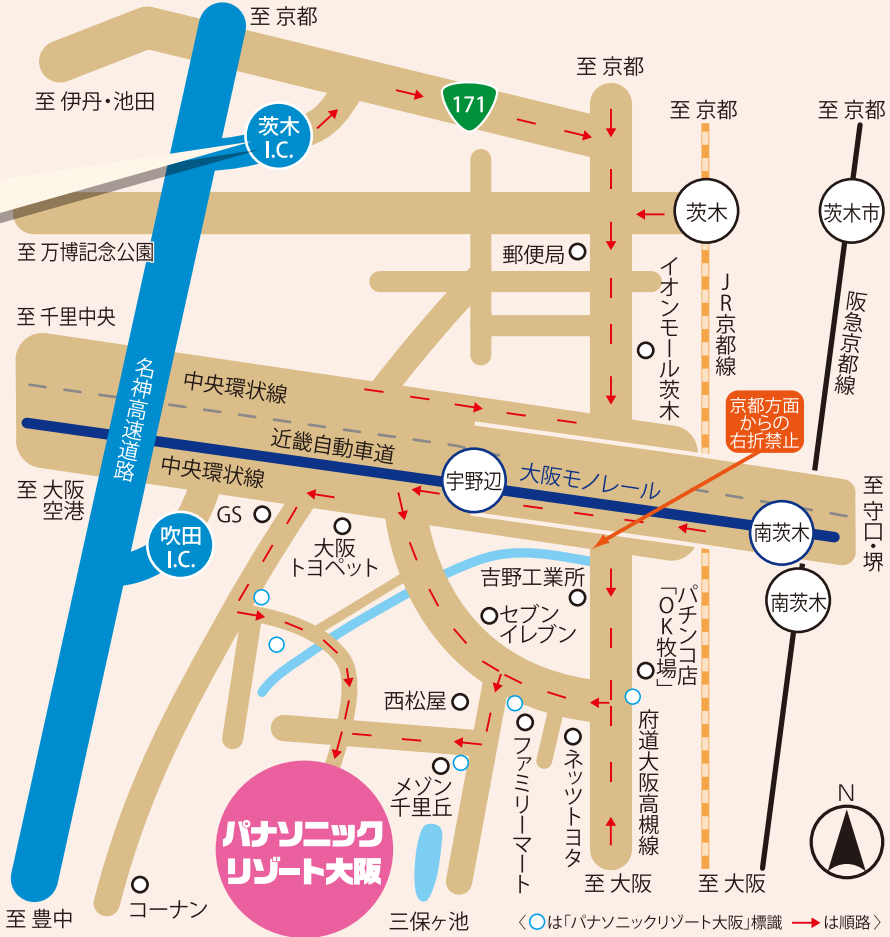 至 京都
至 伊丹・池田
171
茨木
I.C.
至 京都
至 京都
至 京都
茨木
茨木市
至 万博記念公園
郵便局
イオンモール茨木
JR京都線
阪急京都線
至 千里中央
名神高速道路
中央環状線
近畿自動車道
中央環状線
京都方面
からの
右折禁止
宇野辺
大阪モノレール
至 大阪
空港
至 守口・堺
GS
吹田
I.C.
大阪
トヨペット
南茨木
南茨木
吉野工業所
セブン
イレブン
パチンコ店
「OK牧場」
西松屋
ファミリーマート
ネッツトヨタ
府道大阪高槻線
メゾン
千里丘
パナソニック
リゾート大阪
N
コーナン
至 豊中
三保ヶ池
至 大阪
至 大阪
〈○は「パナソニックリゾート大阪」標識 →は順路〉